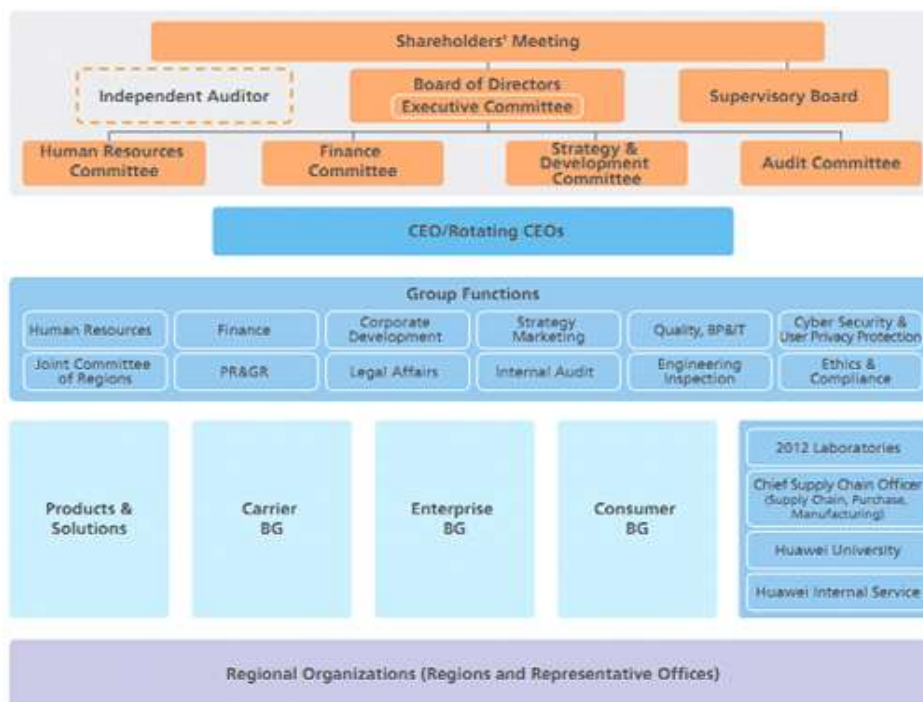 Shareholders' Meeting
Independent Auditor
Board of Directors
Executive Committee
Supervisory Board
Human Resources
Committee
Finance
Committee
Strategy &
Development
Committee
Audit Committee
CEO/Rotating CEOs
Group Functions
Human Resources
Finance
Corporate
Development
Strategy
Marketing
Quality, BP&IT
Cyber Security &
User Privacy Protection
Joint Committee
of Regions
PR&GR
Legal Affairs
Internal Audit
Engineering
Inspection
Ethics &
Compliance
Products &
Solutions
Carrier
BG
Enterprise
BG
Consumer
BG
2012 Laboratories
Chief Supply Chain Officer
(Supply Chain, Purchase,
Manufacturing)
Huawei University
Huawei Internal Service
Regional Organizations (Regions and Representative Offices)